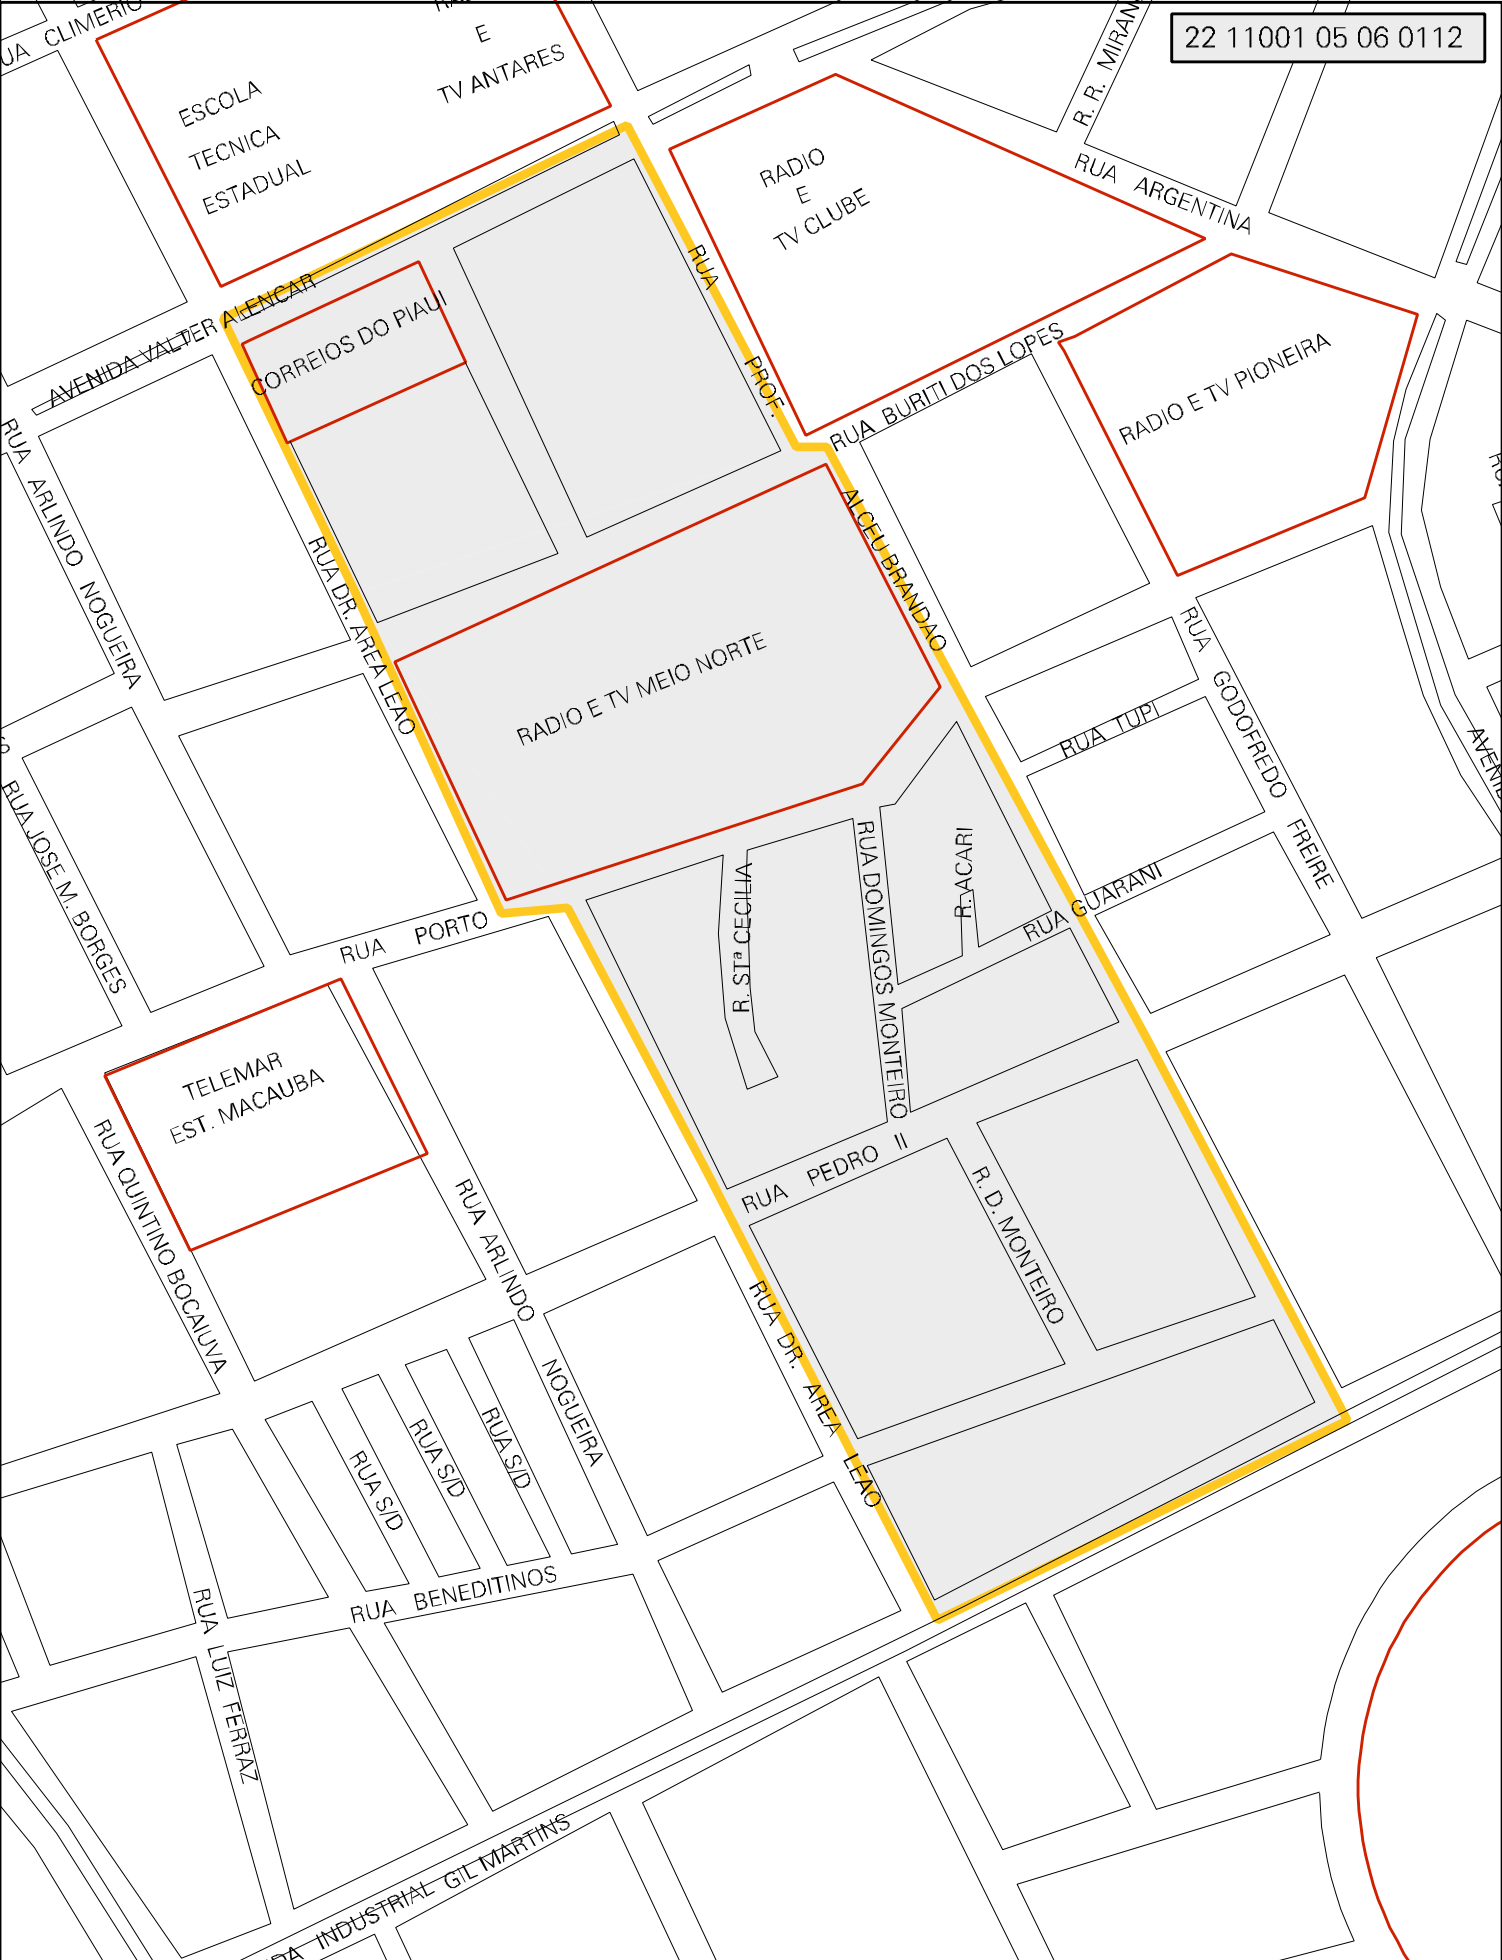 22 11001 05 06 0112
CLIMERIO
E
TV ANTARES
ESCOLA
TECNICA
ESTADUAL
RADIO
E
TV CLUBE
RUA ARGENTINA
AVENIDA VALTER ALENCAR
CORREIOS DO PIAUI
RUA PROF. ALCEU BRANDAO
RUA BURITI DOS LOPES
RADIO E TV PIONEIRA
RUA ARLINDO NOGUEIRA
RUA DR. AREA LEAO
RADIO E TV MEIO NORTE
RUA GODOFREDO FREIRE
RUA TUPI
RUA JOSE M. BORGES
RUA PORTO
R. STª CECILIA
RUA DOMINGOS MONTEIRO
R. ACARI
RUA GUARANI
TELEMAR
EST. MACAUBA
RUA QUINTINO BOCAIUVA
RUA PEDRO II
R. D. MONTEIRO
RUA ARLINDO NOGUEIRA
RUA DR. AREA LEAO
RUA S/D
RUA S/D
RUA S/D
RUA BENEDITINOS
RUA LUIZ FERRAZ
DA INDUSTRIAL GIL MARTINS